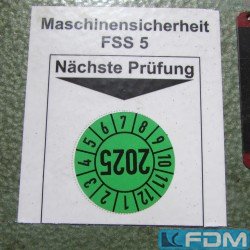 Maschinensicherheit
FSS 5
Nächste Prüfung
1 2 3 4 5 6 7 8 9 10 11 12
2025
FDM